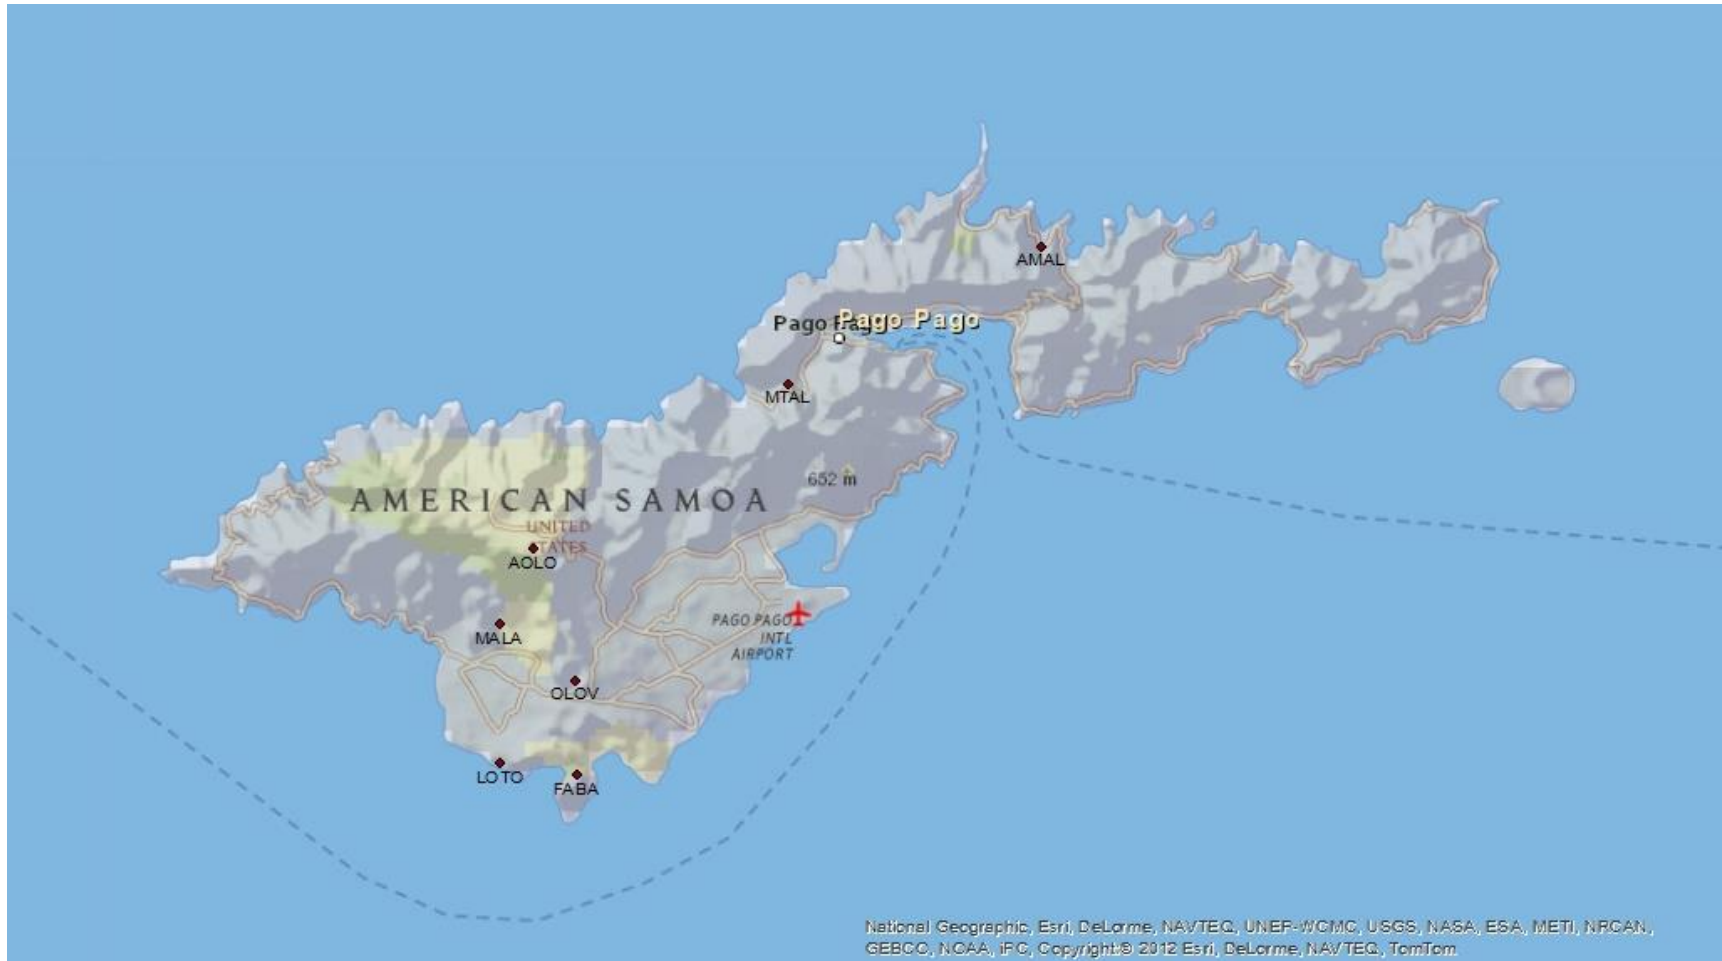 AMAL
Pago Pago
Pago Pago
MTAL
652 m
AMERICAN SAMOA
UNITED
STATES
AOLO
PAGO PAGO
INTL
AIRPORT
MALA
OLOV
LOTO
FABA
National Geographic, Esri, DeLorme, NAVTEQ, UNEP-WCMC, USGS, NASA, ESA, METI, NRCAN,
GEBCO, NOAA, iPC, Copyright:© 2012 Esri, DeLorme, NAVTEQ, TomTom